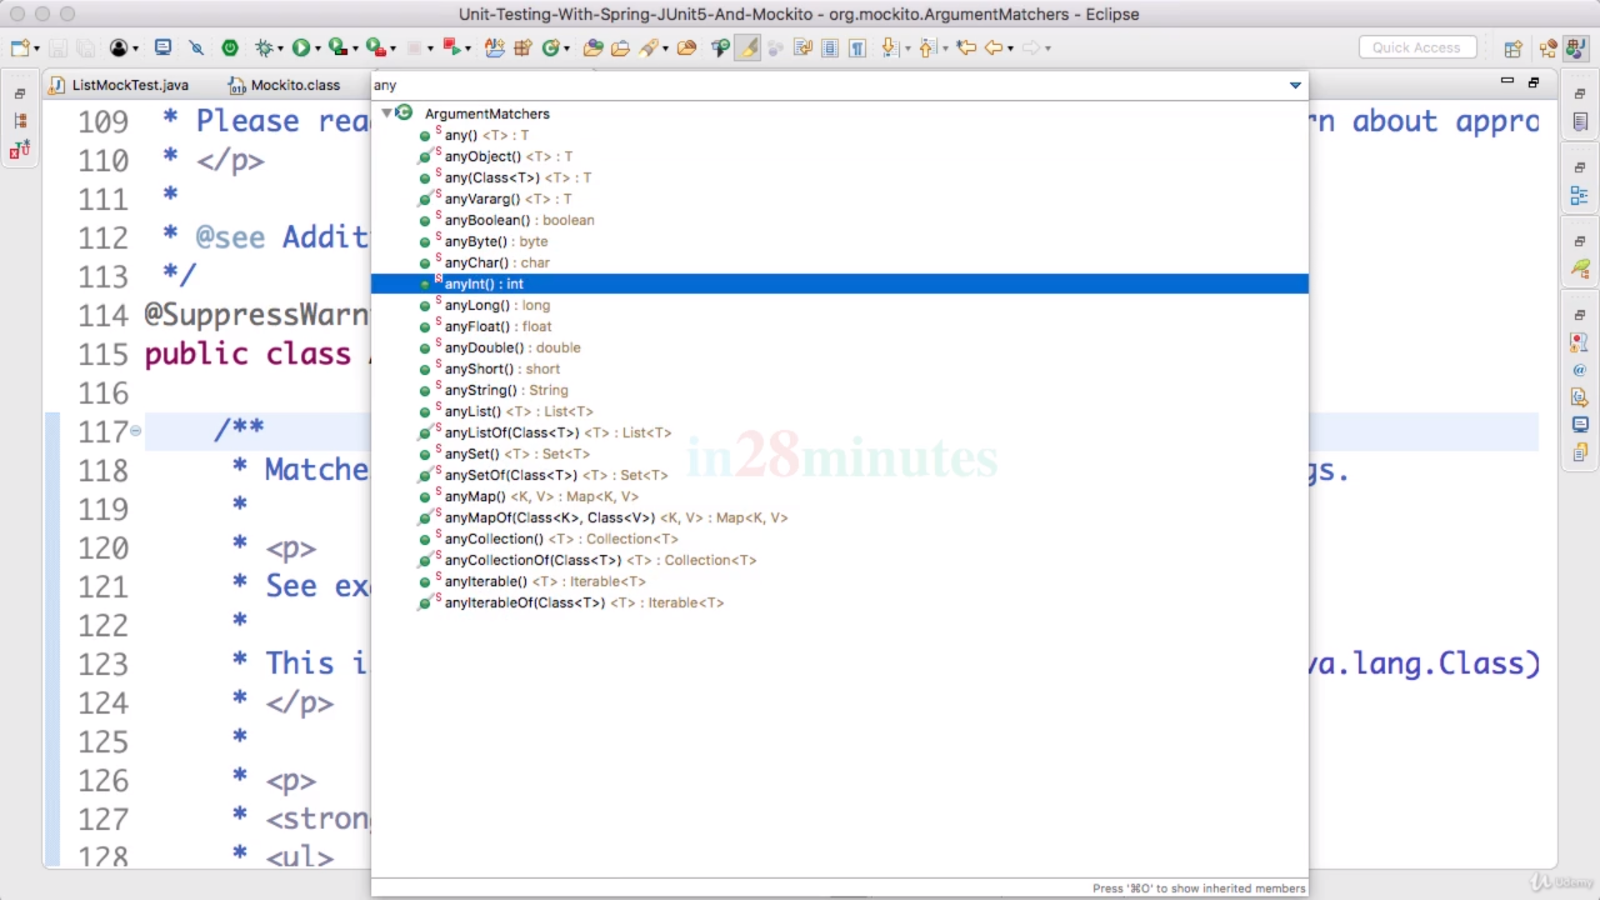 Unit-Testing-With-Spring-JUnit5-And-Mockito - org.mockito.ArgumentMatchers - Eclipse
Quick Access
ListMockTest.java
Mockito.class
any
109 * Please rea
rn about appro
110 * </p>
111 *
112 * @see Addit
113 */
114 @SuppressWarn
115 public class
116
117 /**
118 * Matche
gs.
119 *
120 * <p>
121 * See ex
122 *
123 * This i
va.lang.Class)
124 * </p>
125 *
126 * <p>
127 * <strong
128 * <ul>
ArgumentMatchers
any() <T> : T
anyObject() <T> : T
any(Class<T>) <T> : T
anyVararg() <T> : T
anyBoolean() : boolean
anyByte() : byte
anyChar() : char
anyInt() : int
anyLong() : long
anyFloat() : float
anyDouble() : double
anyShort() : short
anyString() : String
anyList() <T> : List<T>
anyListOf(Class<T>) <T> : List<T>
anySet() <T> : Set<T>
anySetOf(Class<T>) <T> : Set<T>
anyMap() <K, V> : Map<K, V>
anyMapOf(Class<K>, Class<V>) <K, V> : Map<K, V>
anyCollection() <T> : Collection<T>
anyCollectionOf(Class<T>) <T> : Collection<T>
anyIterable() <T> : Iterable<T>
anyIterableOf(Class<T>) <T> : Iterable<T>
in28minutes
Press '⌘O' to show inherited members
Udemy